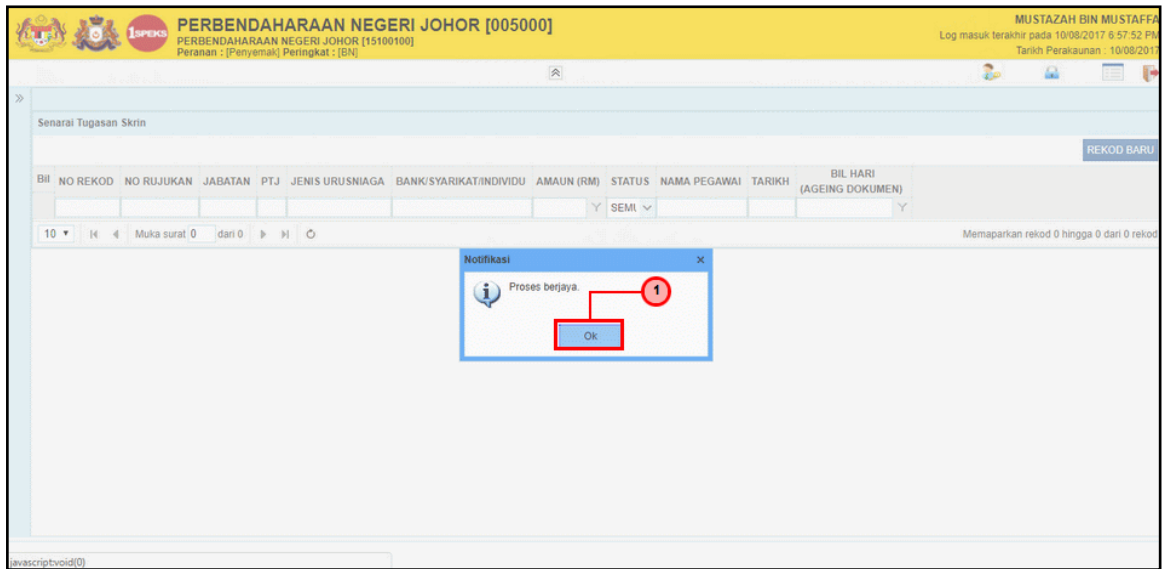 1SPEKS
PERBENDAHARAAN NEGERI JOHOR [005000]
PERBENDAHARAAN NEGERI JOHOR [15100100]
Peranan : [Penyemak] Peringkat : [BN]
MUSTAZAH BIN MUSTAFFA
Log masuk terakhir pada 10/08/2017 6:57:52 PM
Tarikh Perakaunan : 10/08/2017
Senarai Tugasan Skrin
REKOD BARU
Bil NO REKOD NO RUJUKAN JABATAN PTJ JENIS URUSNIAGA BANK/SYARIKAT/INDIVIDU AMAUN (RM) STATUS NAMA PEGAWAI TARIKH BIL HARI
(AGEING DOKUMEN)
SEMU
10 Muka surat 0 dari 0 Memaparkan rekod 0 hingga 0 dari 0 rekod
Notifikasi
Proses berjaya.
1
Ok
javascript:void(0)